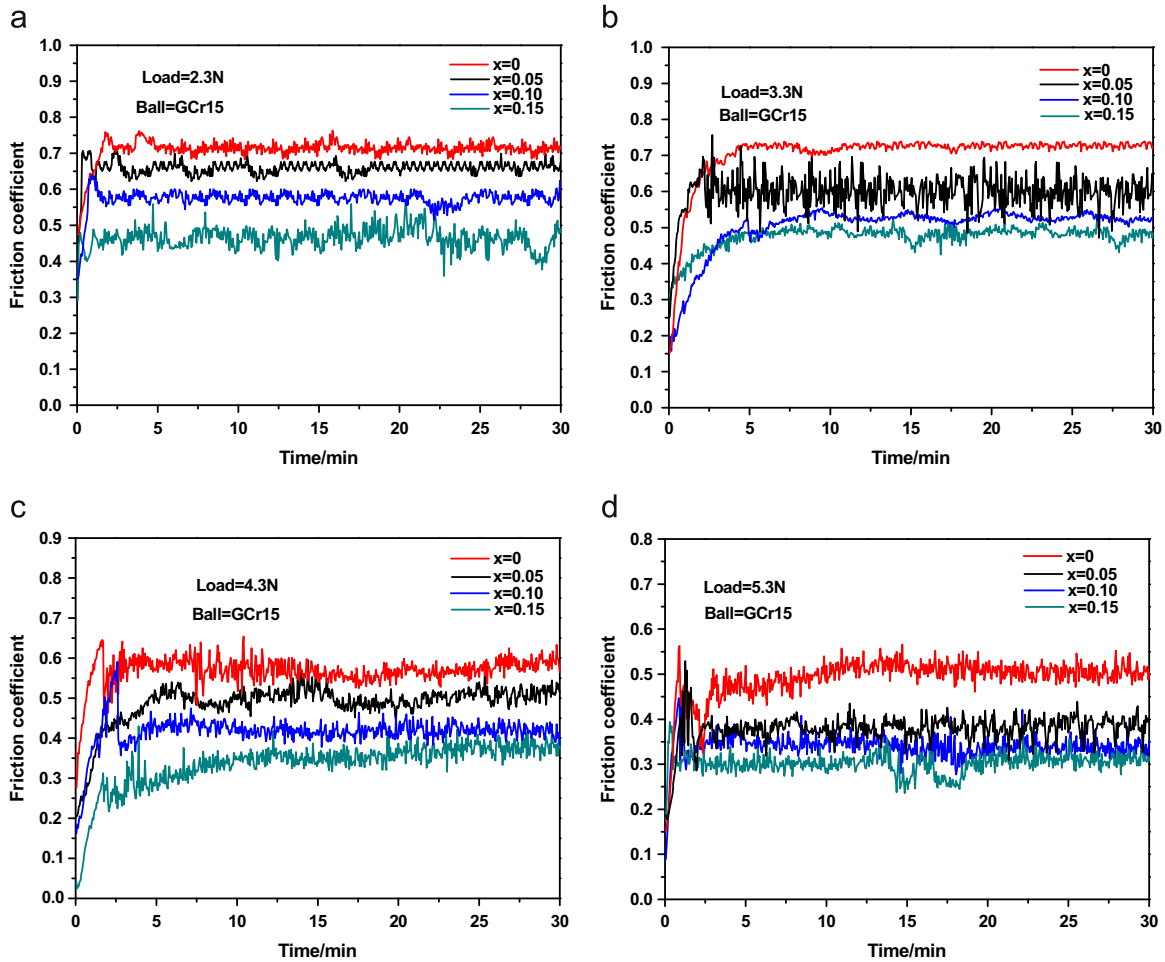 a
1.0
0.9
0.8
0.7
0.6
0.5
0.4
0.3
0.2
0.1
0.0
Friction coefficient
Load=2.3N
Ball=GCr15
x=0
x=0.05
x=0.10
x=0.15
0 5 10 15 20 25 30
Time/min
b
1.0
0.9
0.8
0.7
0.6
0.5
0.4
0.3
0.2
0.1
0.0
Friction coefficient
Load=3.3N
Ball=GCr15
x=0
x=0.05
x=0.10
x=0.15
0 5 10 15 20 25 30
Time/min
c
0.9
0.8
0.7
0.6
0.5
0.4
0.3
0.2
0.1
0.0
Friction coefficient
Load=4.3N
Ball=GCr15
x=0
x=0.05
x=0.10
x=0.15
0 5 10 15 20 25 30
Time/min
d
0.8
0.7
0.6
0.5
0.4
0.3
0.2
0.1
0.0
Friction coefficient
Load=5.3N
Ball=GCr15
x=0
x=0.05
x=0.10
x=0.15
0 5 10 15 20 25 30
Time/min